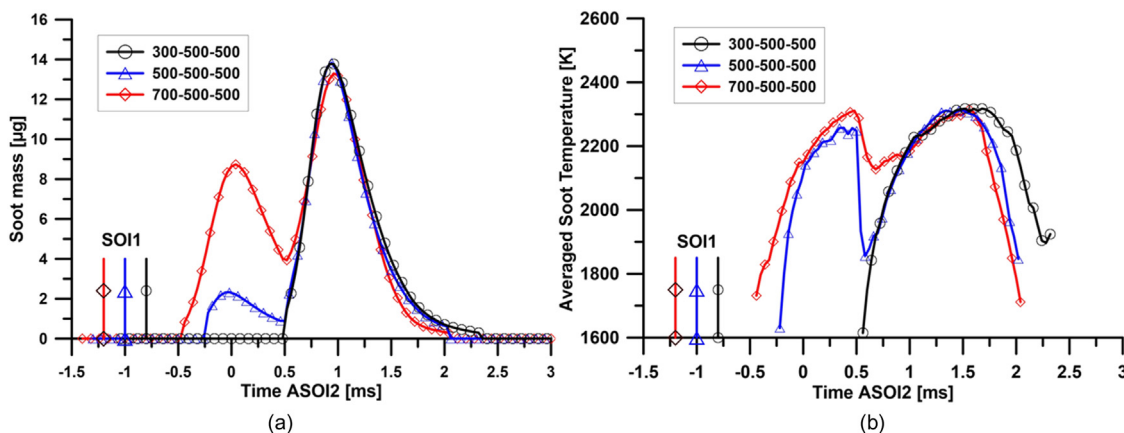 16
14
12
10
8
6
4
2
0
Soot mass [µg]
300-500-500
500-500-500
700-500-500
SOI1
-1.5 -1 -0.5 0 0.5 1 1.5 2 2.5 3
Time ASOI2 [ms]
(a)
2600
2400
2200
2000
1800
1600
Averaged Soot Temperature [K]
300-500-500
500-500-500
700-500-500
SOI1
-1.5 -1 -0.5 0 0.5 1 1.5 2 2.5 3
Time ASOI2 [ms]
(b)